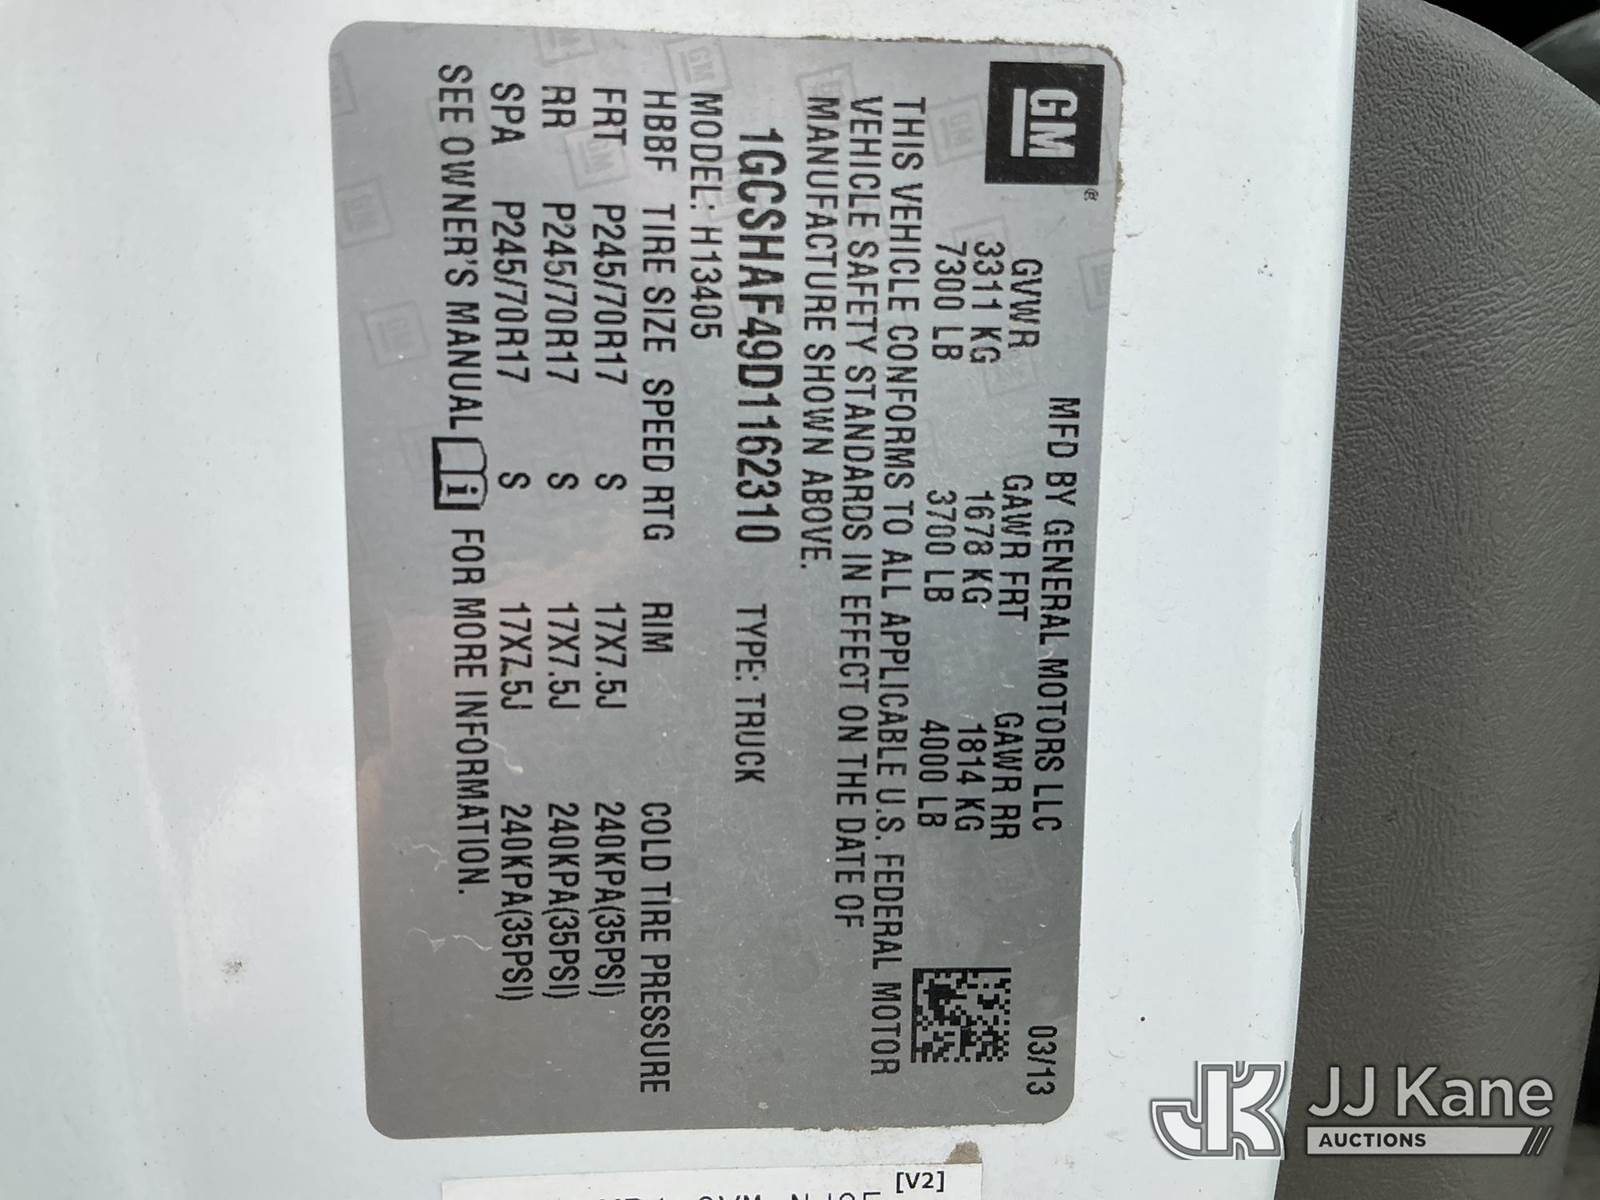 GM®
MFD BY GENERAL MOTORS LLC 03/13
GVWR GAWR FRT GAWR RR
3311 KG 1678 KG 1814 KG
7300 LB 3700 LB 4000 LB
THIS VEHICLE CONFORMS TO ALL APPLICABLE U.S. FEDERAL MOTOR
VEHICLE SAFETY STANDARDS IN EFFECT ON THE DATE OF
MANUFACTURE SHOWN ABOVE.
1GCSHAF49D1162310 TYPE: TRUCK
MODEL: H13405
HBBF TIRE SIZE SPEED RTG RIM COLD TIRE PRESSURE
FRT P245/70R17 S 17X7.5J 240KPA(35PSI)
RR P245/70R17 S 17X7.5J 240KPA(35PSI)
SPA P245/70R17 S 17X7.5J 240KPA(35PSI)
SEE OWNER'S MANUAL i FOR MORE INFORMATION.
[V2]
JK JJ Kane
AUCTIONS